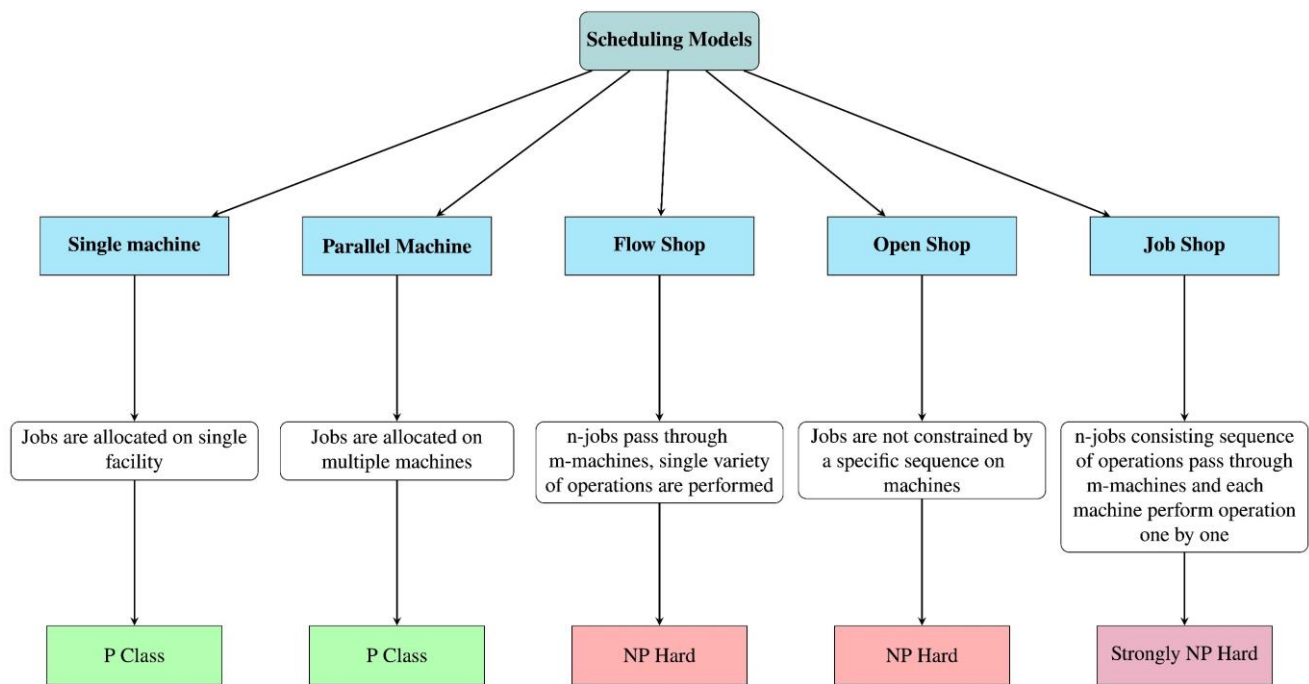 Scheduling Models
Single machine
Parallel Machine
Flow Shop
Open Shop
Job Shop
Jobs are allocated on single
facility
Jobs are allocated on
multiple machines
n-jobs pass through
m-machines, single variety
of operations are performed
Jobs are not constrained by
a specific sequence on
machines
n-jobs consisting sequence
of operations pass through
m-machines and each
machine perform operation
one by one
P Class
P Class
NP Hard
NP Hard
Strongly NP Hard